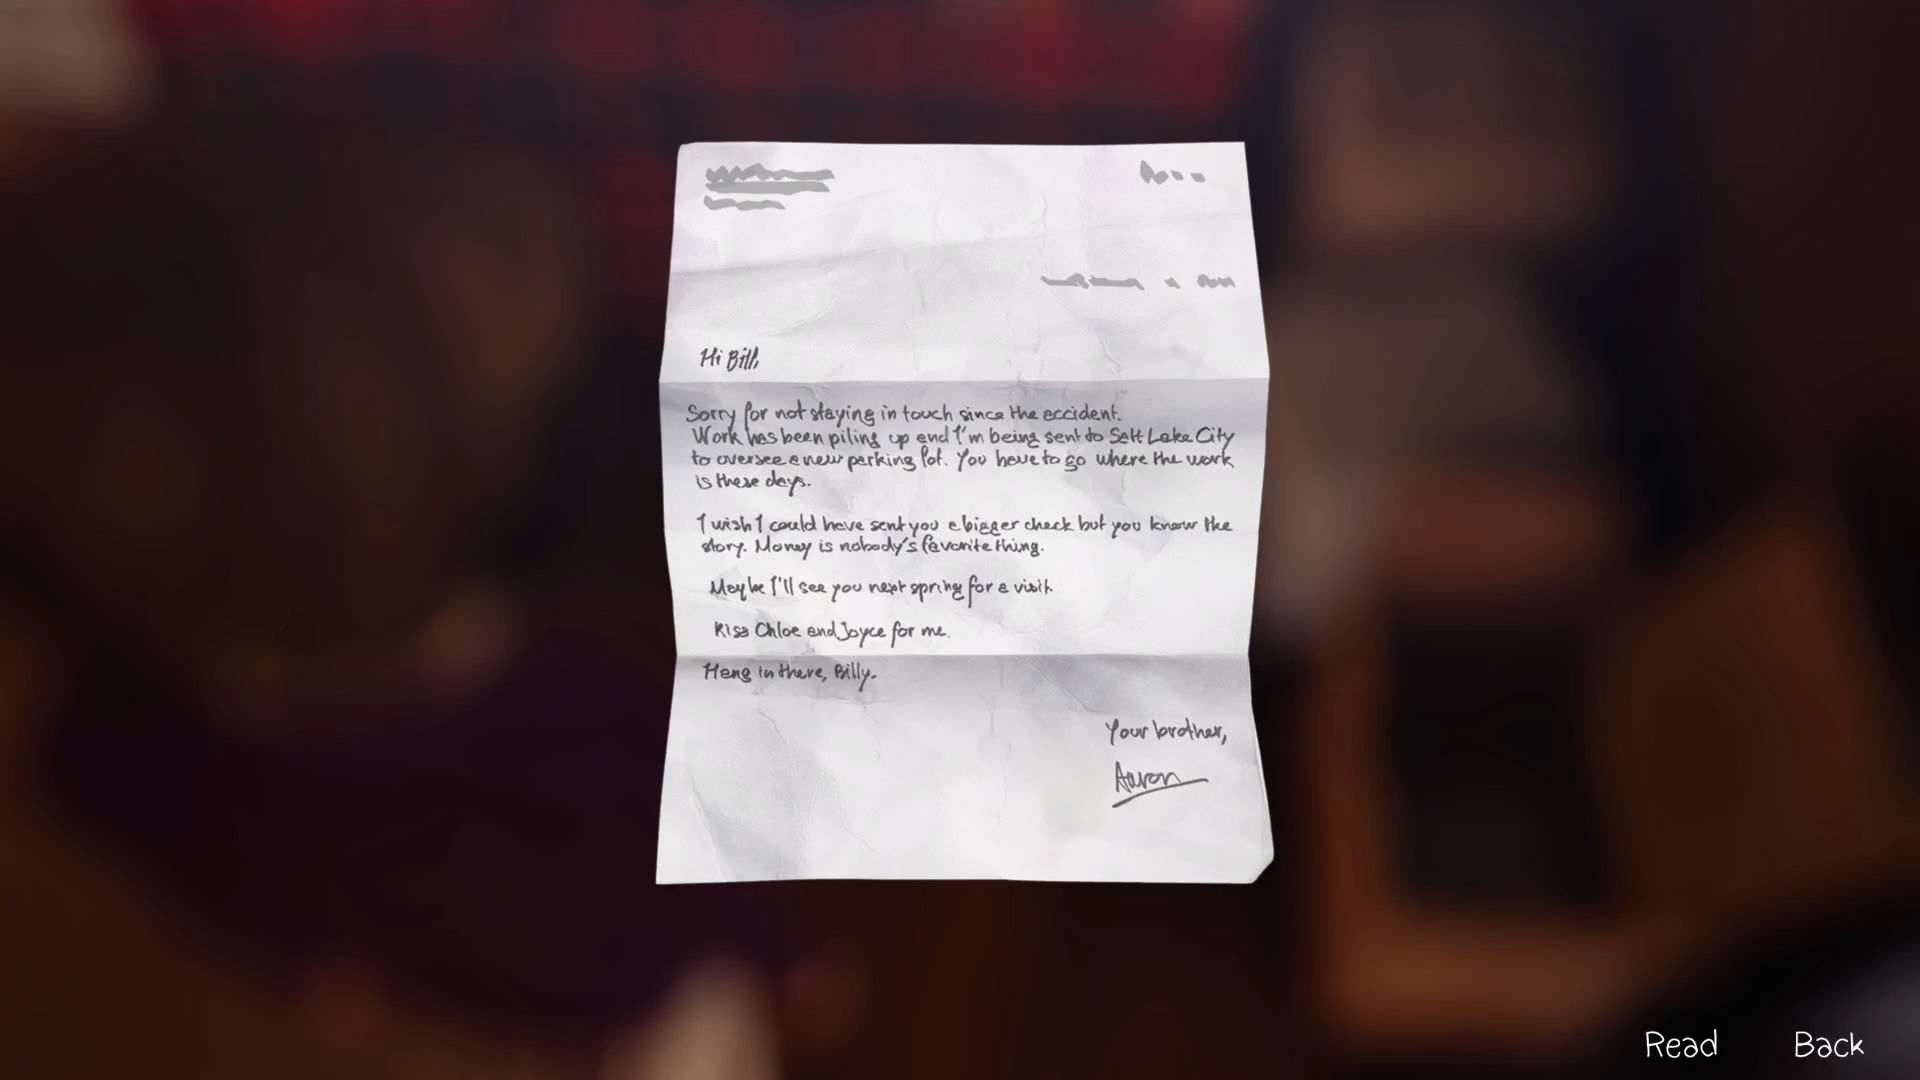 Hi Bill,
Sorry for not staying in touch since the accident.
Work has been piling up and I'm being sent to Salt Lake City
to oversee a new parking lot. You have to go where the work
is these days.
I wish I could have sent you a bigger check but you know the
story. Money is nobody's favorite thing.
Maybe I'll see you next spring for a visit.
Kiss Chloe and Joyce for me.
Hang in there, Billy.
Your brother,
Aaron
Read Back